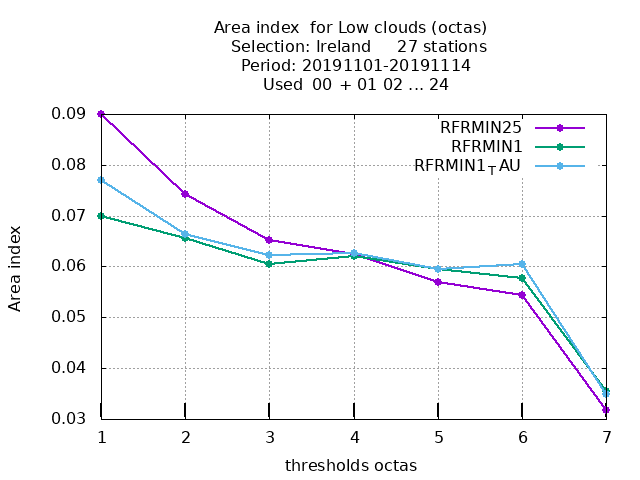 Area index  for Low clouds (octas)
Selection: Ireland     27 stations
Period: 20191101-20191114
Used  00  + 01 02 ... 24
RFRMIN25
RFRMIN1
RFRMIN1_TAU
0.09
0.08
0.07
0.06
0.05
0.04
0.03
Area index
1 2 3 4 5 6 7
thresholds octas